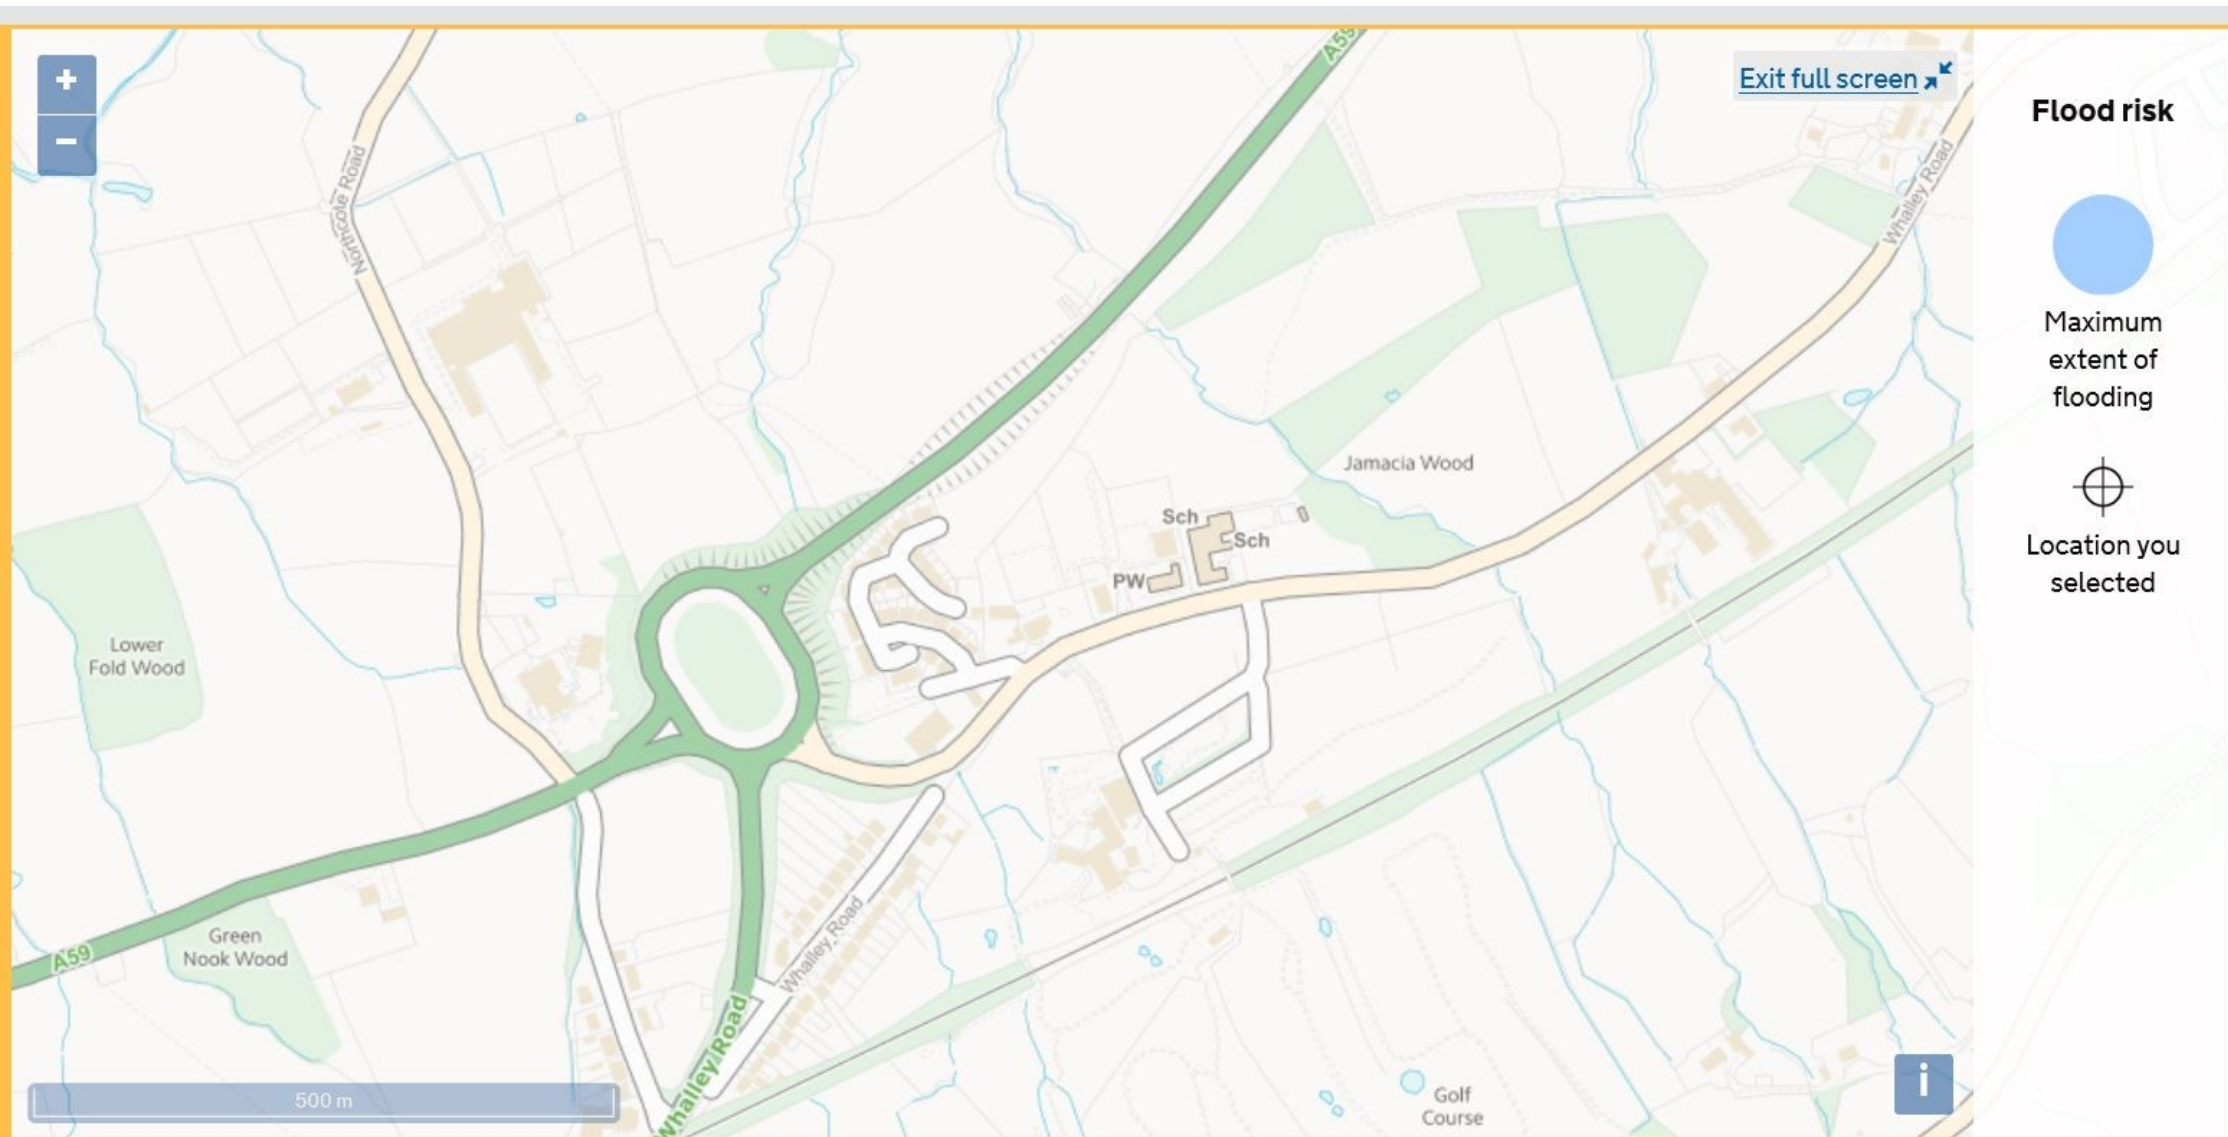 +
−
Exit full screen
Flood risk
Maximum
extent of
flooding
Location you
selected
A59
Northcote Road
Whalley Road
Jamacia Wood
Sch
Sch
PW
Lower
Fold Wood
Green
Nook Wood
A59
Whalley Road
Whalley Road
Golf
Course
500 m
i